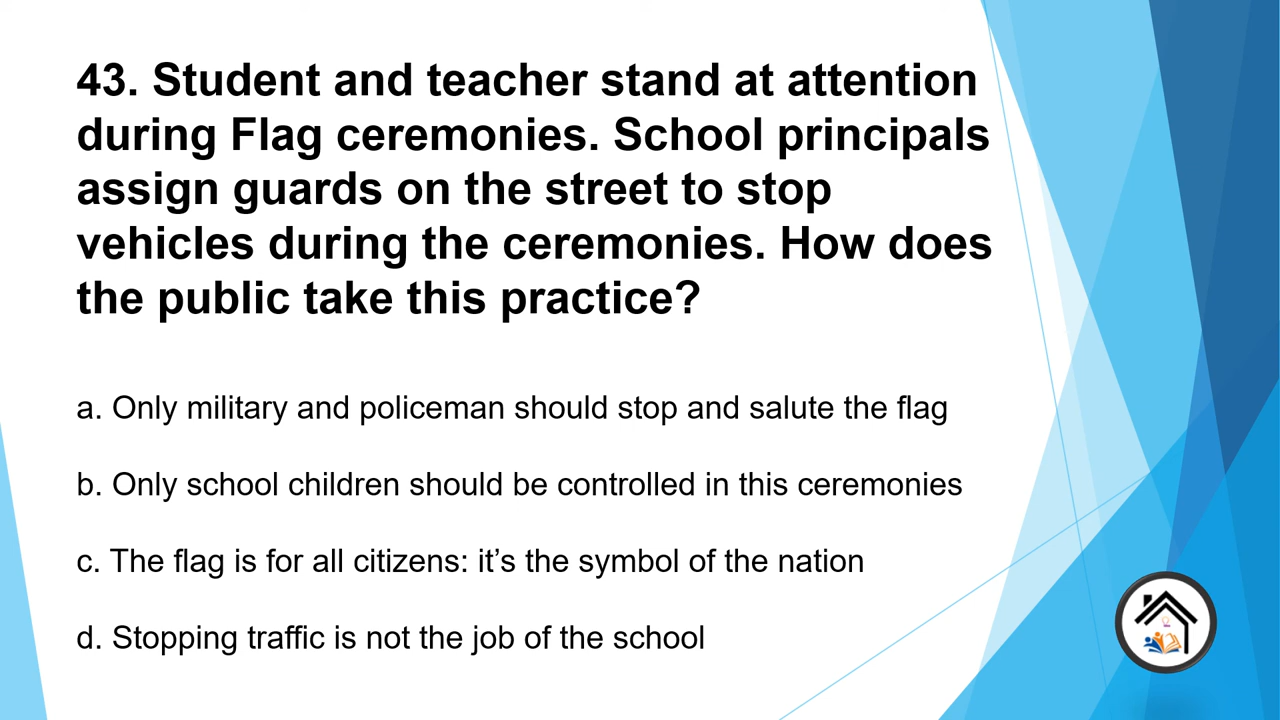 43. Student and teacher stand at attention
during Flag ceremonies. School principals
assign guards on the street to stop
vehicles during the ceremonies. How does
the public take this practice?
a. Only military and policeman should stop and salute the flag
b. Only school children should be controlled in this ceremonies
c. The flag is for all citizens: it’s the symbol of the nation
d. Stopping traffic is not the job of the school